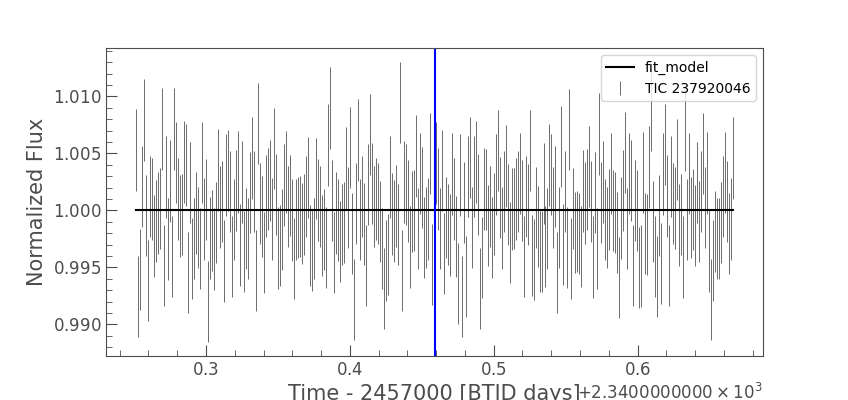 fit_model
TIC 237920046
1.010
1.005
1.000
0.995
0.990
Normalized Flux
0.3 0.4 0.5 0.6
Time - 2457000 [BTJD days]
+2.3400000000 × 10³